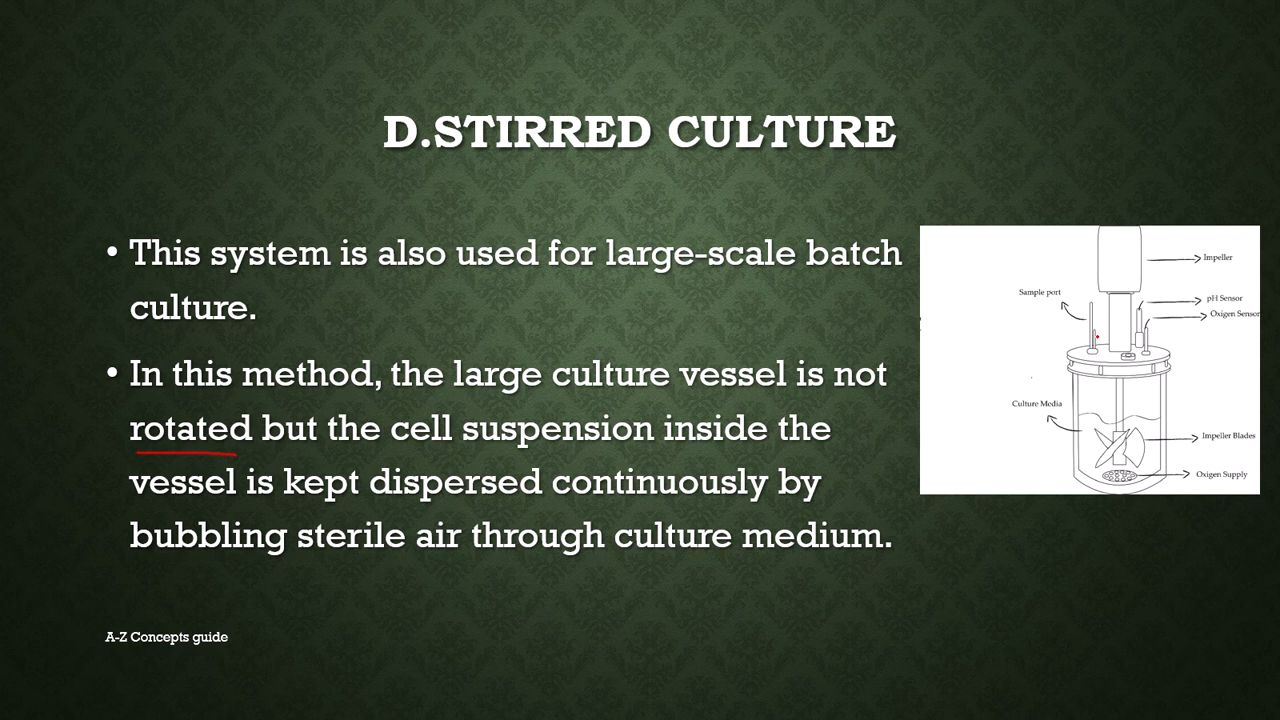 D.STIRRED CULTURE
• This system is also used for large-scale batch
culture.
• In this method, the large culture vessel is not
rotated but the cell suspension inside the
vessel is kept dispersed continuously by
bubbling sterile air through culture medium.
Impeller
Sample port
pH Sensor
Oxigen Sensor
Culture Media
Impeller Blades
Oxigen Supply
A-Z Concepts guide